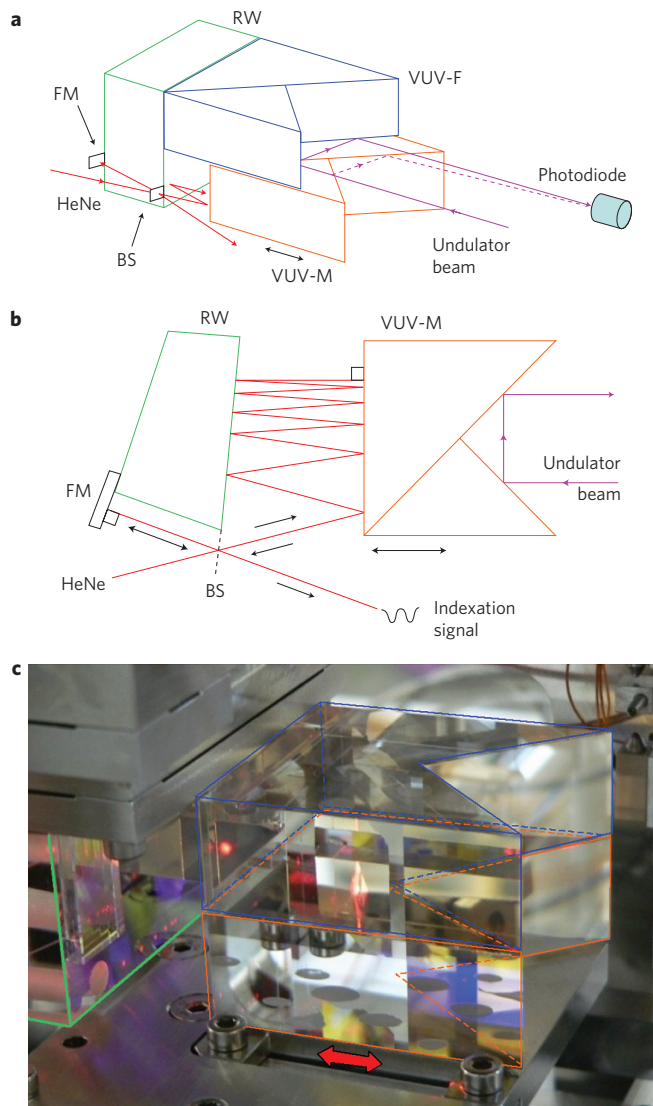 a
RW
VUV-F
FM
Photodiode
HeNe
Undulator
beam
BS
VUV-M
b
RW
VUV-M
FM
Undulator
beam
HeNe
BS
Indexation
signal
c